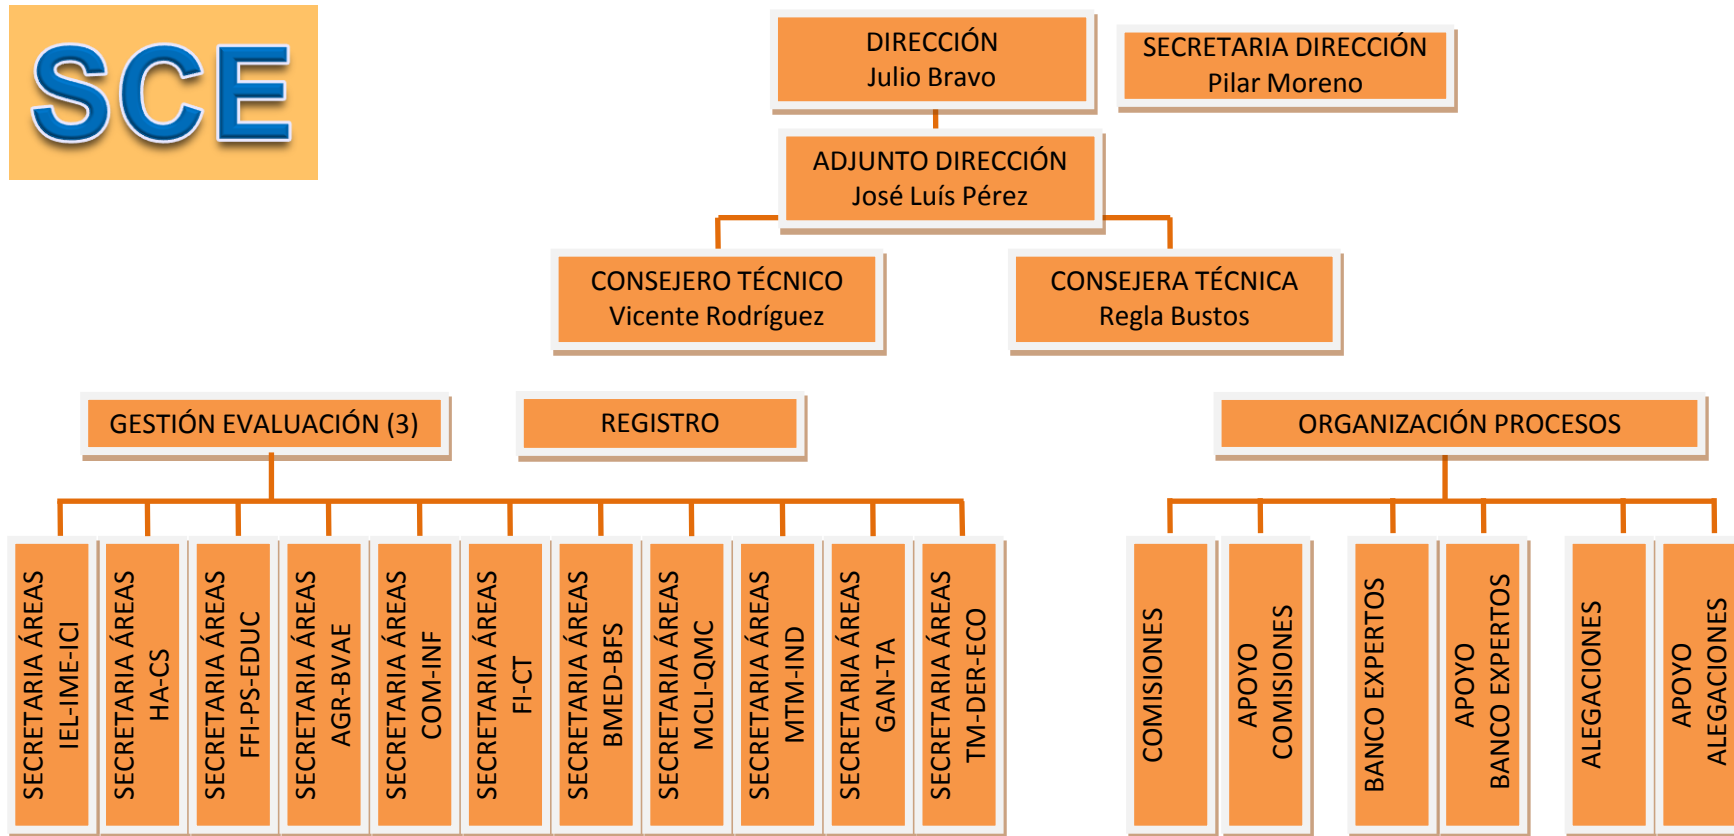 SCE
DIRECCIÓN
Julio Bravo
SECRETARIA DIRECCIÓN
Pilar Moreno
ADJUNTO DIRECCIÓN
José Luís Pérez
CONSEJERO TÉCNICO
Vicente Rodríguez
CONSEJERA TÉCNICA
Regla Bustos
GESTIÓN EVALUACIÓN (3)
REGISTRO
ORGANIZACIÓN PROCESOS
SECRETARIA ÁREAS
IEL-IME-ICI
SECRETARIA ÁREAS
HA-CS
SECRETARIA ÁREAS
FFI-PS-EDUC
SECRETARIA ÁREAS
AGR-BVAE
SECRETARIA ÁREAS
COM-INF
SECRETARIA ÁREAS
FI-CT
SECRETARIA ÁREAS
BMED-BFS
SECRETARIA ÁREAS
MCLI-QMC
SECRETARIA ÁREAS
MTM-IND
SECRETARIA ÁREAS
GAN-TA
SECRETARIA ÁREAS
TM-DER-ECO
COMISIONES
APOYO
COMISIONES
BANCO EXPERTOS
APOYO
BANCO EXPERTOS
ALEGACIONES
APOYO
ALEGACIONES